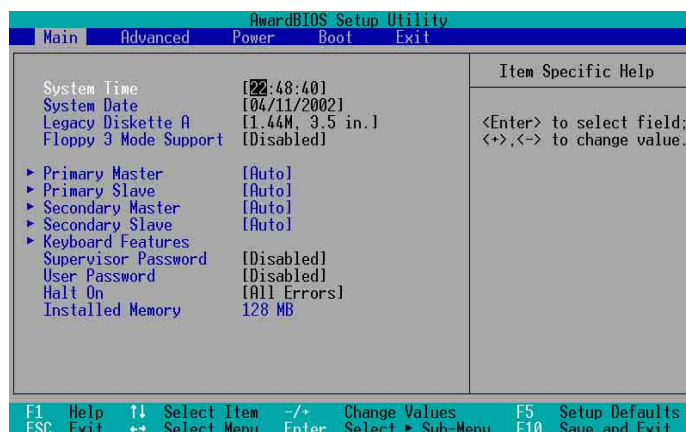 AwardBIOS Setup Utility
Main Advanced Power Boot Exit
Item Specific Help
System Time [22:48:40]
System Date [04/11/2002]
Legacy Diskette A [1.44M, 3.5 in.]
Floppy 3 Mode Support [Disabled]
<Enter> to select field;
<+>,<-> to change value.
▸ Primary Master [Auto]
▸ Primary Slave [Auto]
▸ Secondary Master [Auto]
▸ Secondary Slave [Auto]
▸ Keyboard Features
Supervisor Password [Disabled]
User Password [Disabled]
Halt On [All Errors]
Installed Memory 128 MB
F1 Help ↑↓ Select Item -/+ Change Values F5 Setup Defaults
ESC Exit ←→ Select Menu Enter Select ▸ Sub-Menu F10 Save and Exit